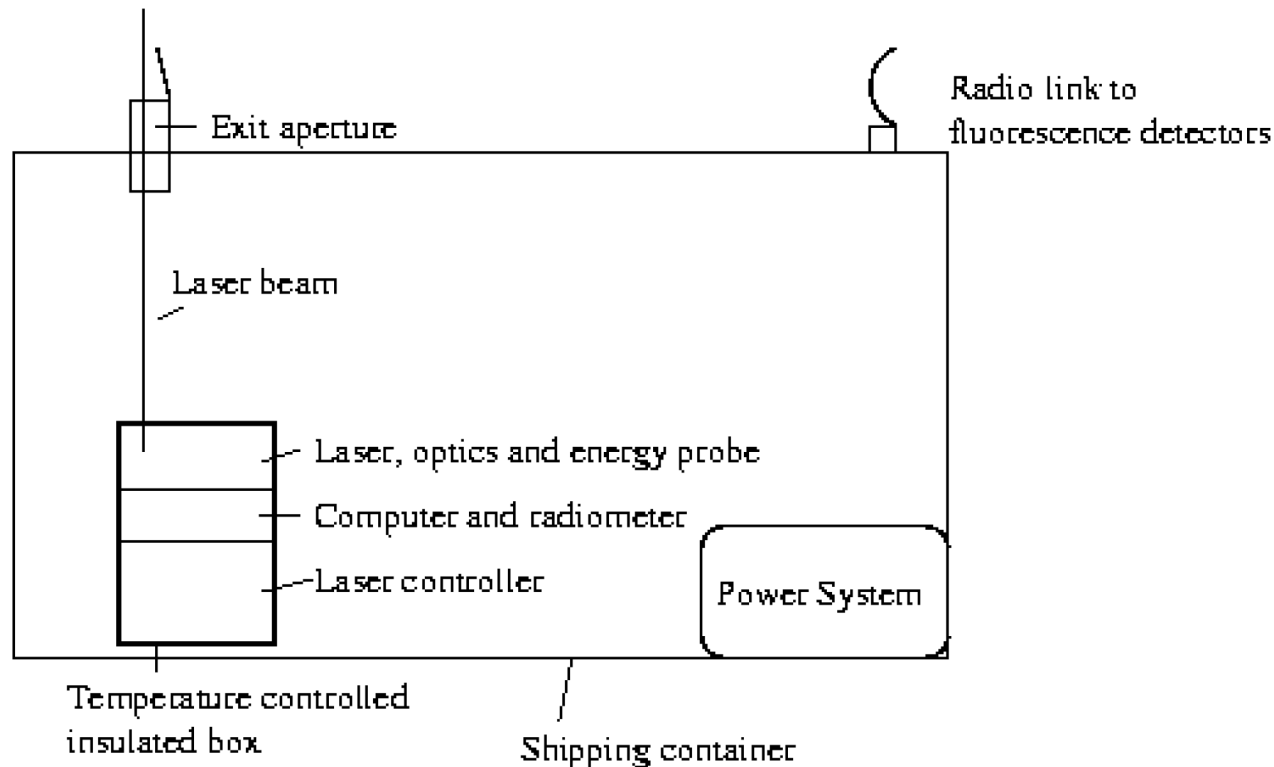 Radio link to
fluorescence detectors
Exit aperture
Laser beam
Laser, optics and energy probe
Computer and radiometer
Laser controller
Power System
Temperature controlled
insulated box
Shipping container